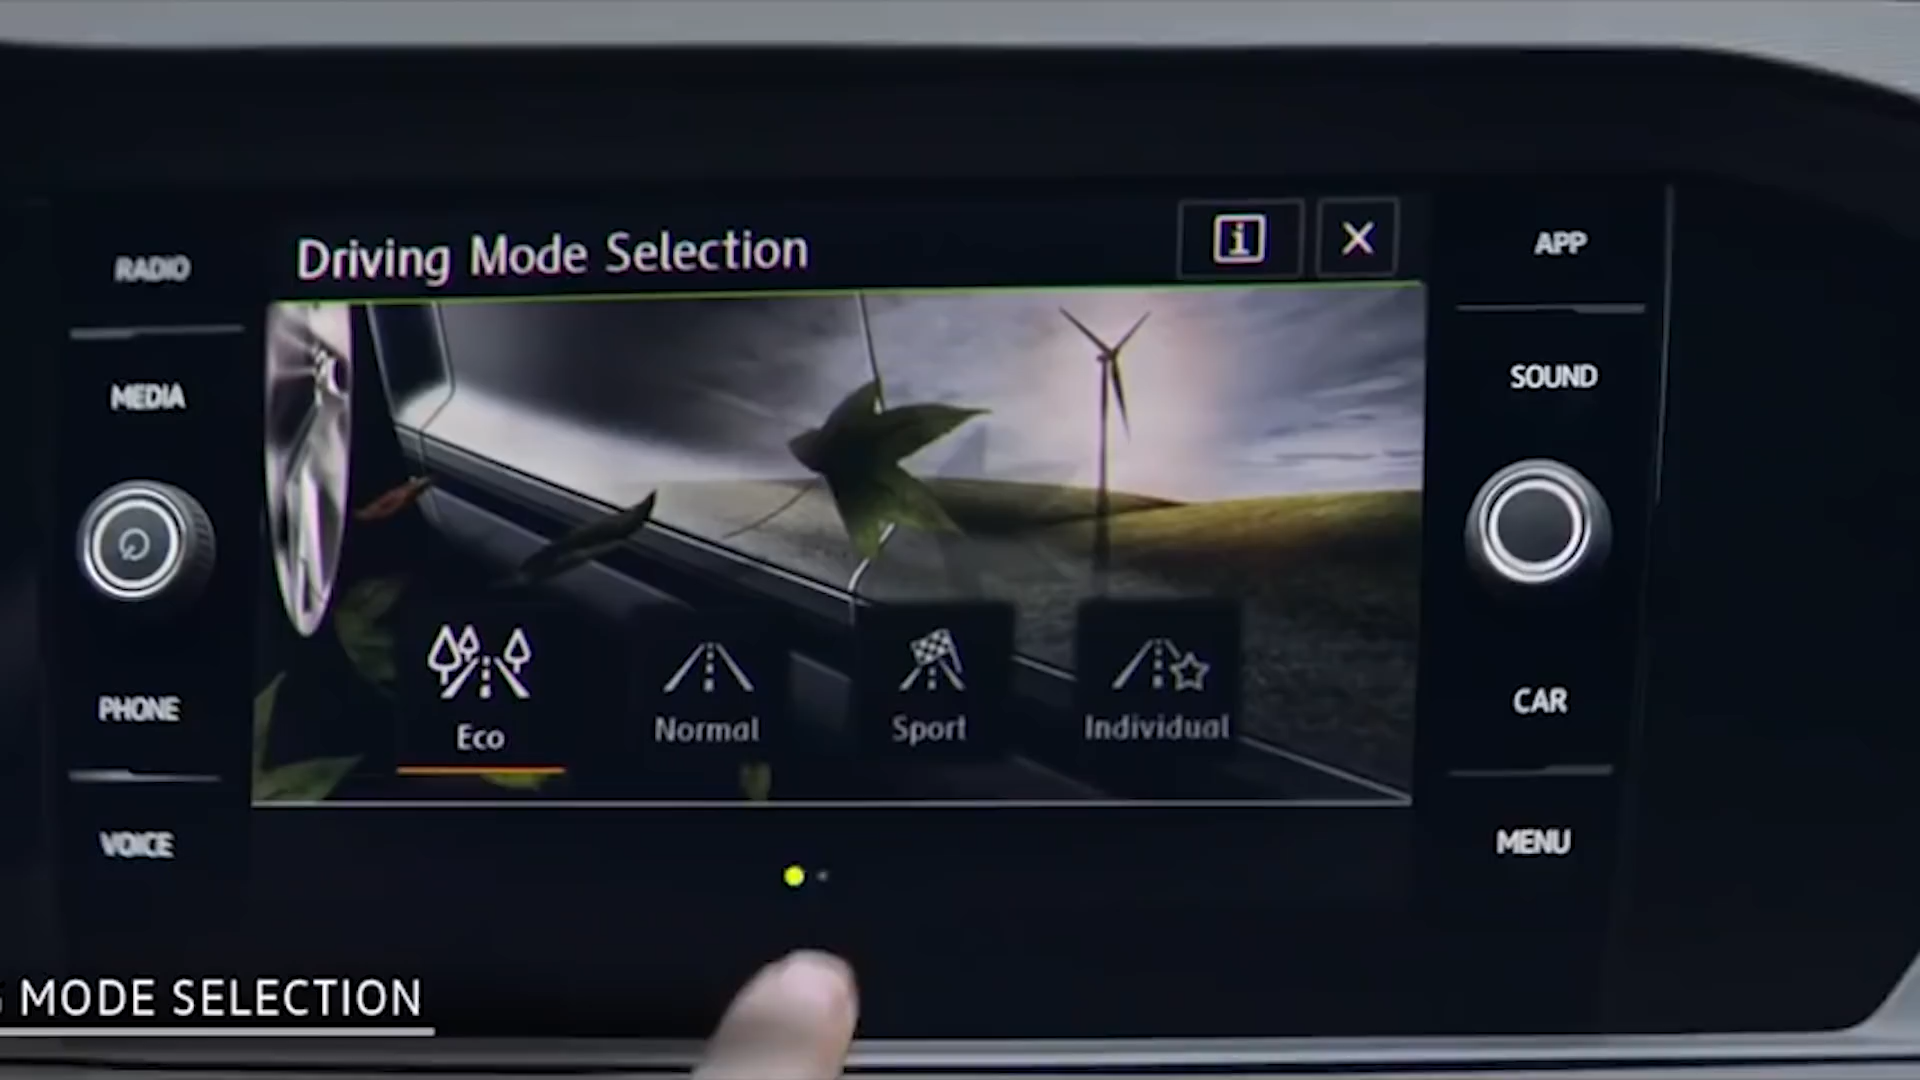 Driving Mode Selection
i
X
RADIO
MEDIA
PHONE
VOICE
APP
SOUND
CAR
MENU
Eco
Normal
Sport
Individual
MODE SELECTION